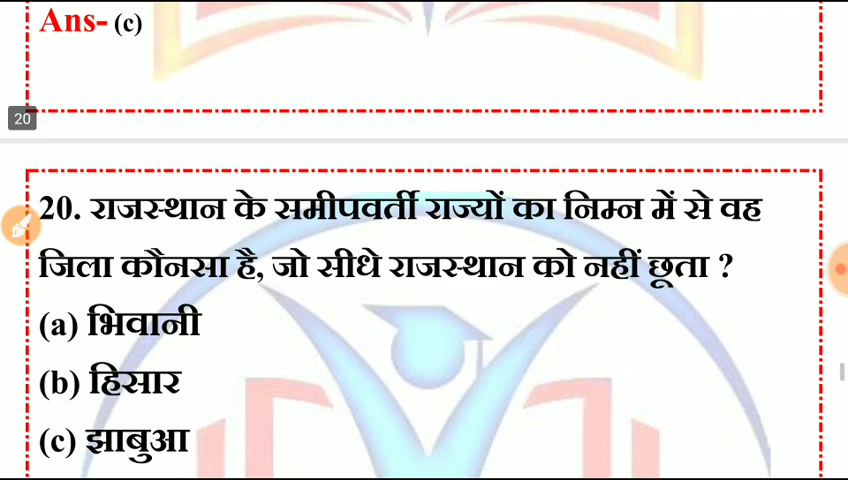 Ans- (c)
20
20. राजस्थान के समीपवर्ती राज्यों का निम्न में से वह
जिला कौनसा है, जो सीधे राजस्थान को नहीं छूता ?
(a) भिवानी
(b) हिसार
(c) झाबुआ